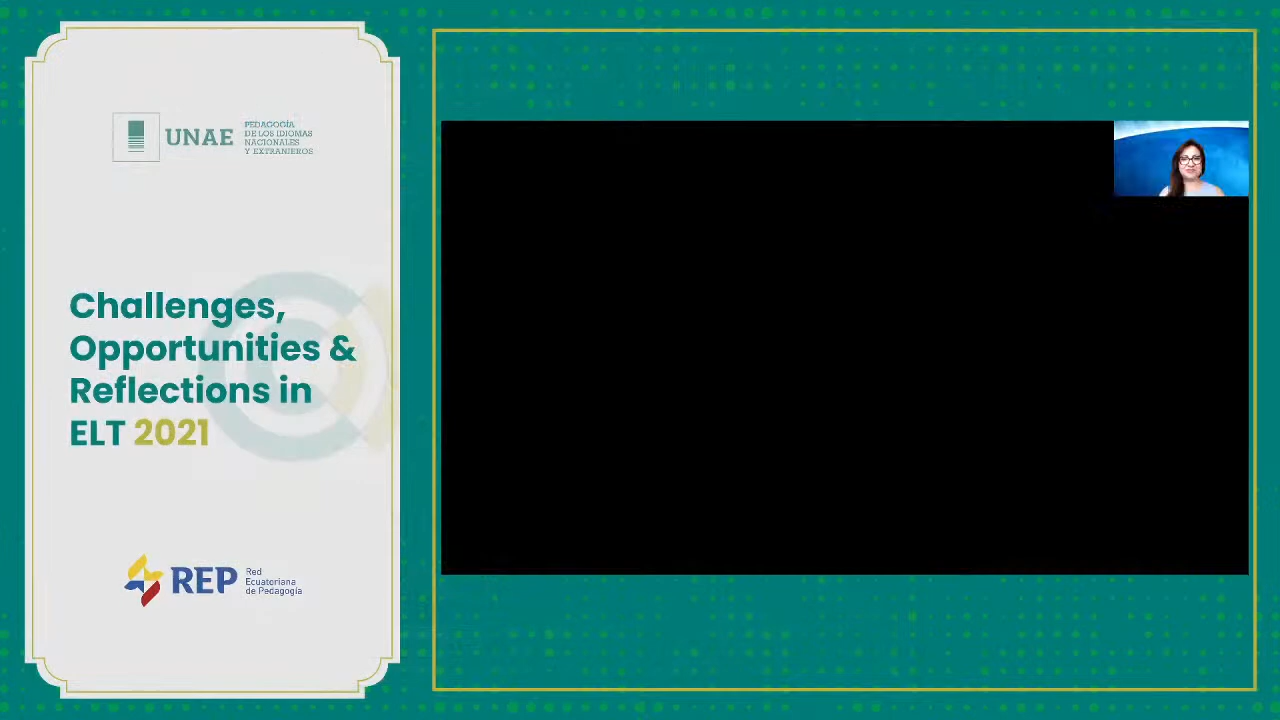 UNAE
PEDAGOGÍA
DE LOS IDIOMAS
NACIONALES
Y EXTRANJEROS
Challenges,
Opportunities &
Reflections in
ELT 2021
REP
Red
Ecuatoriana
de Pedagogía